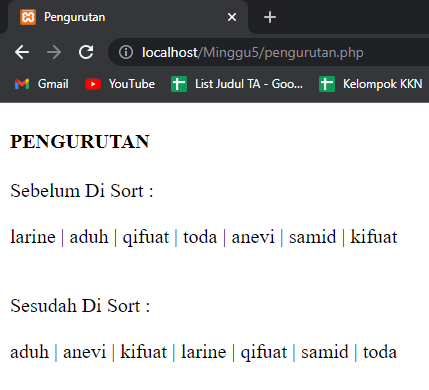 Pengurutan
localhost/Minggu5/pengurutan.php
Gmail YouTube List Judul TA - Goo... Kelompok KKN
PENGURUTAN
Sebelum Di Sort :
larine | aduh | qifuat | toda | anevi | samid | kifuat
Sesudah Di Sort :
aduh | anevi | kifuat | larine | qifuat | samid | toda